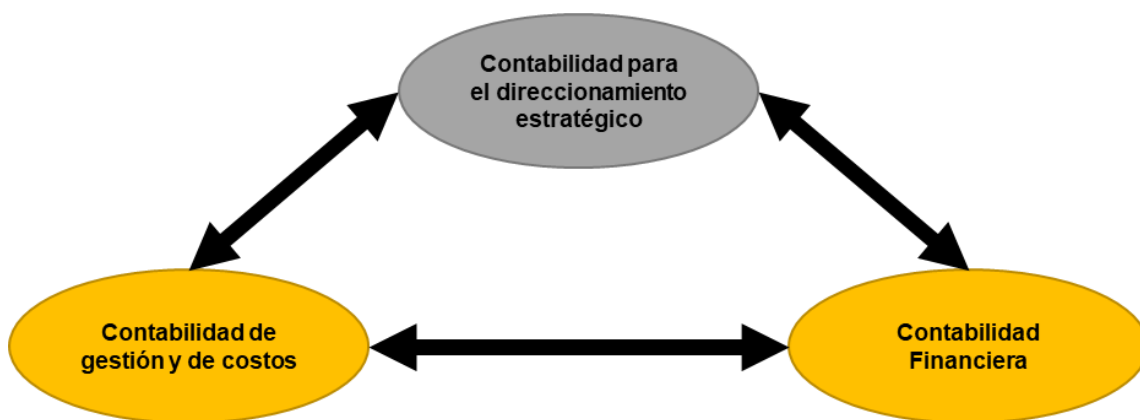 Contabilidad para
el direccionamiento
estratégico
Contabilidad de
gestión y de costos
Contabilidad
Financiera